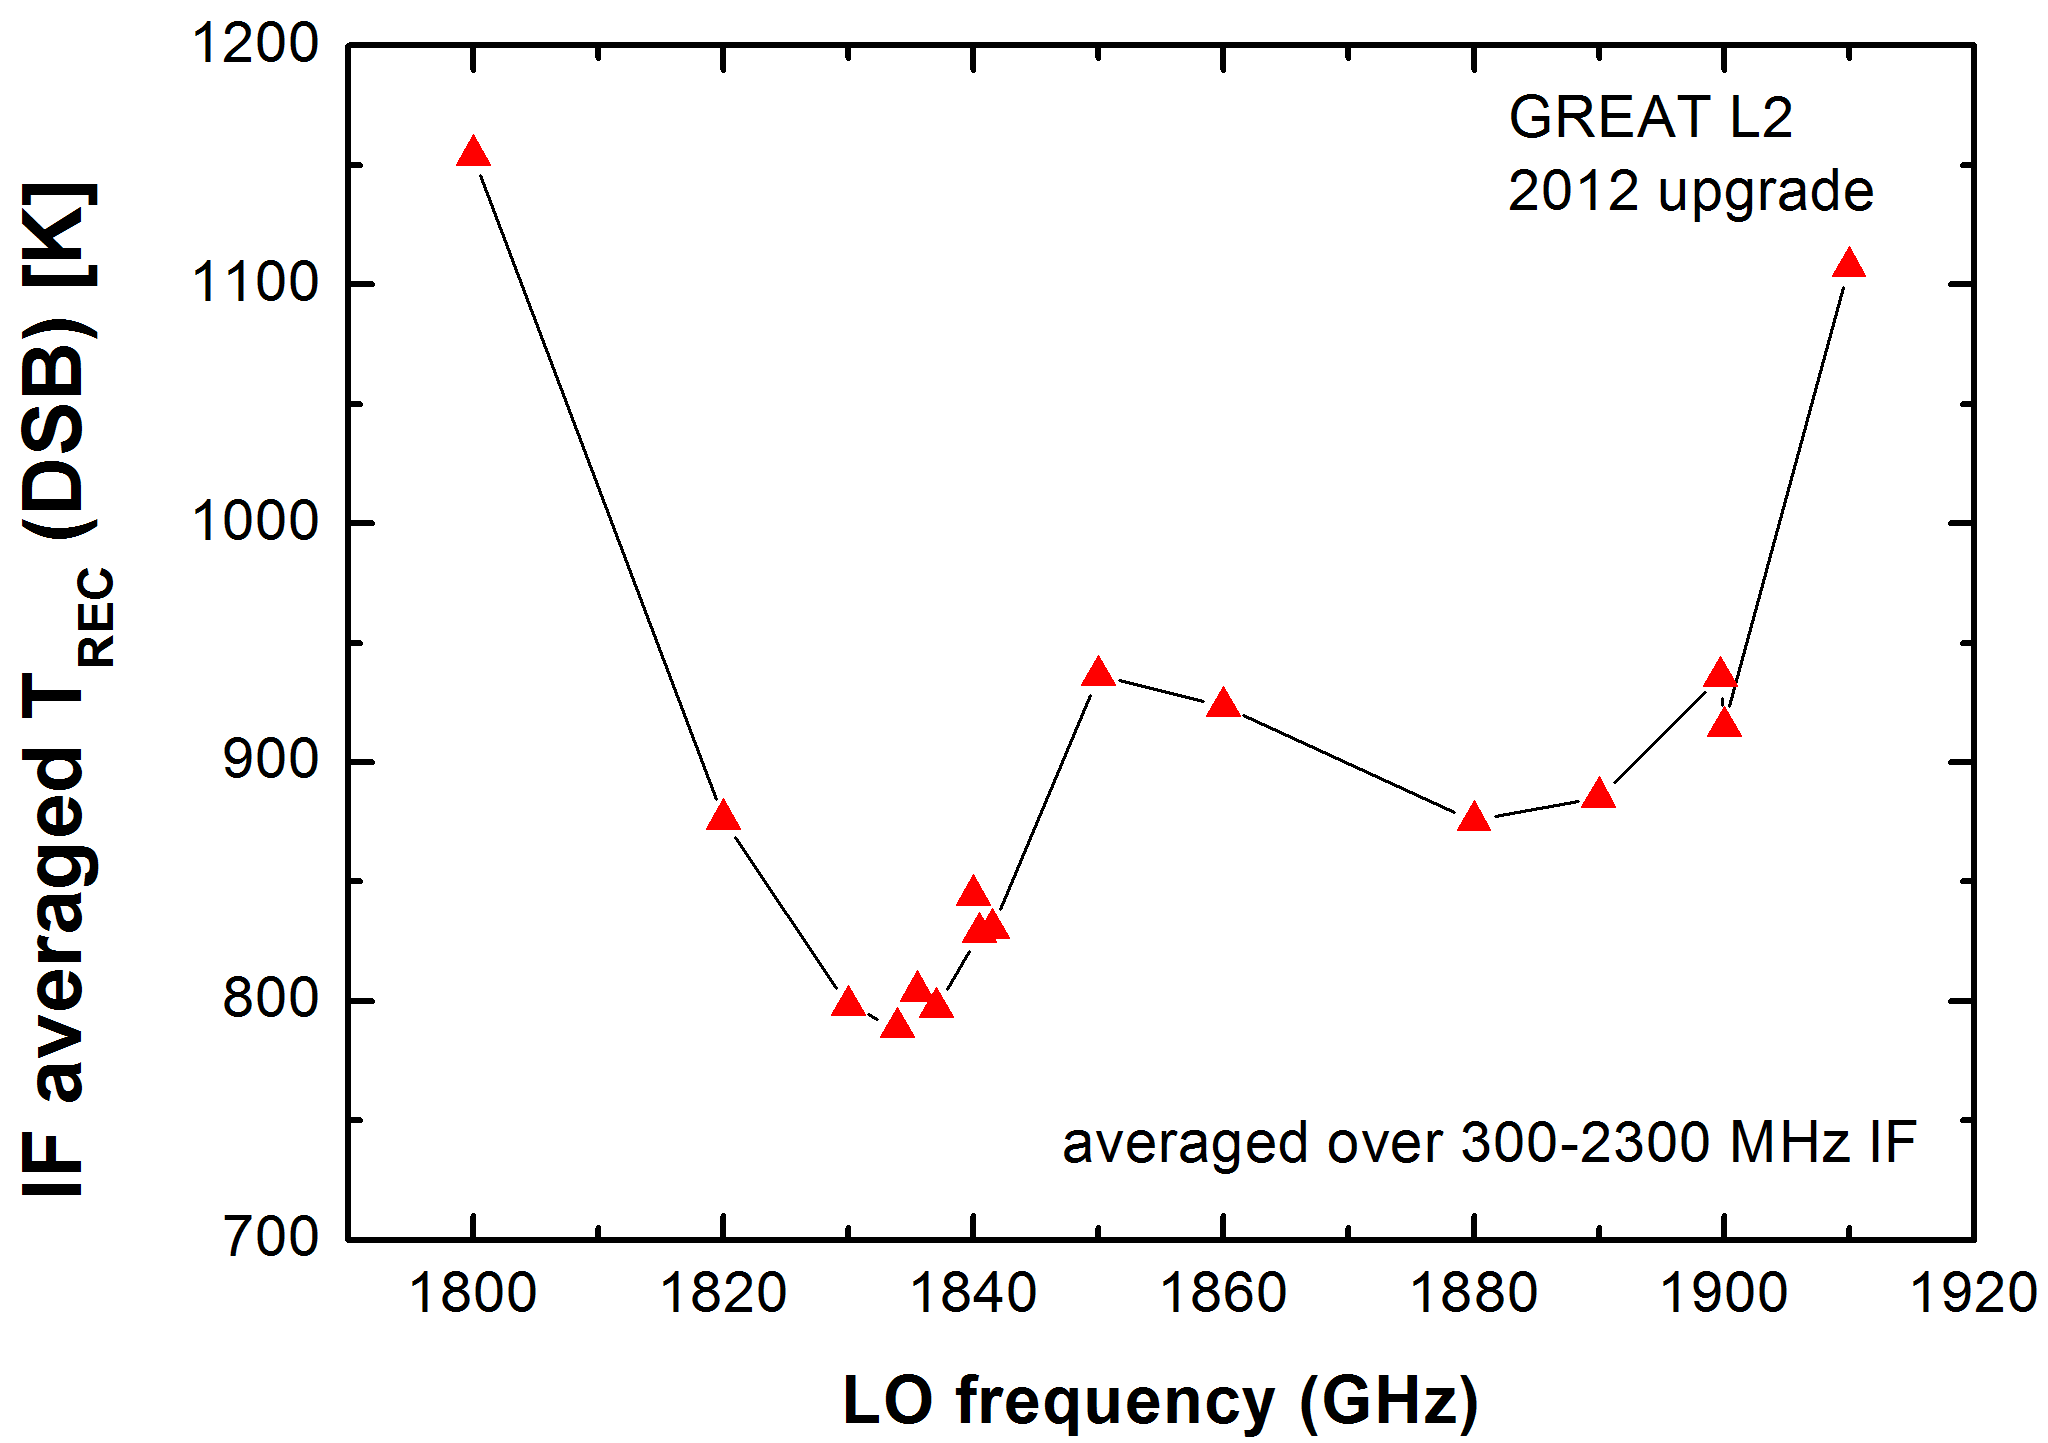 GREAT L2
2012 upgrade
averaged over 300-2300 MHz IF
IF averaged T_REC (DSB) [K]
1200
1100
1000
900
800
700
1800 1820 1840 1860 1880 1900 1920
LO frequency (GHz)